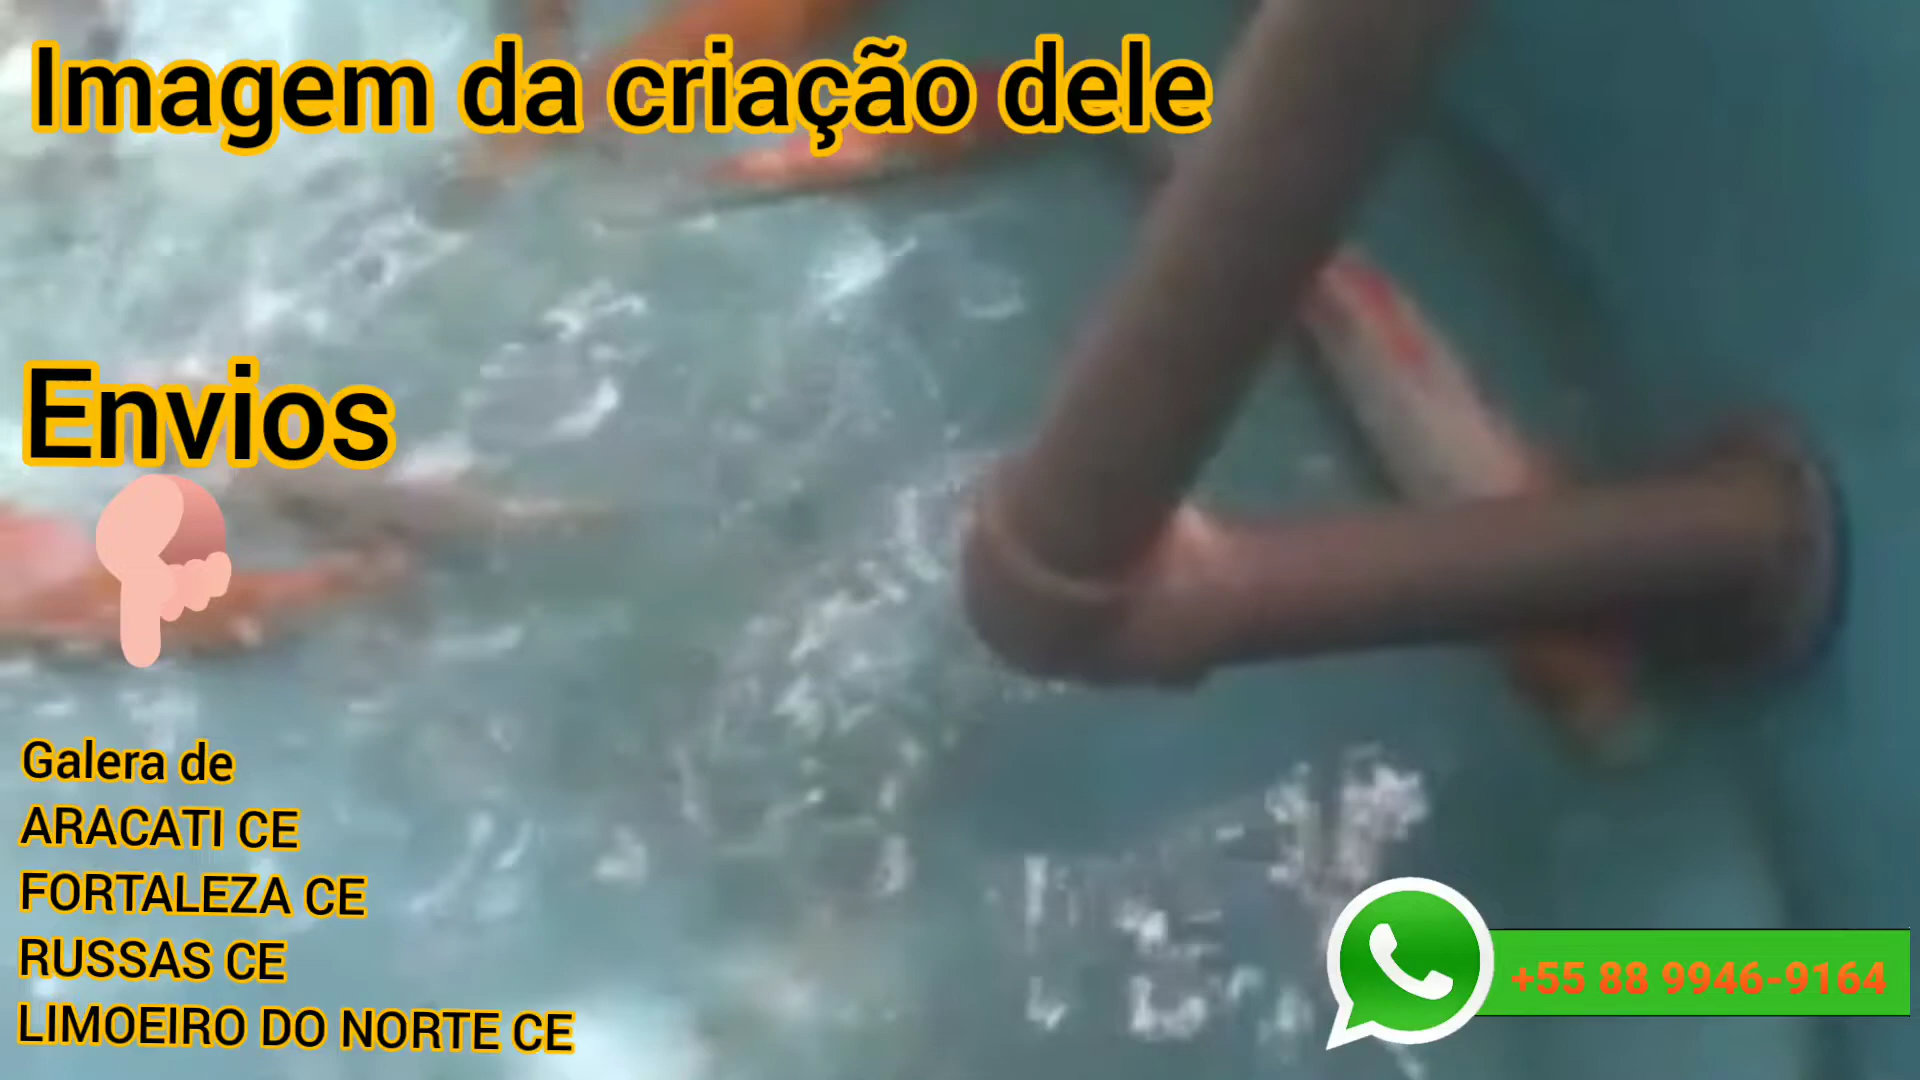 Imagem da criação dele
Envios
Galera de
ARACATI CE
FORTALEZA CE
RUSSAS CE
LIMOEIRO DO NORTE CE
+55 88 9946-9164